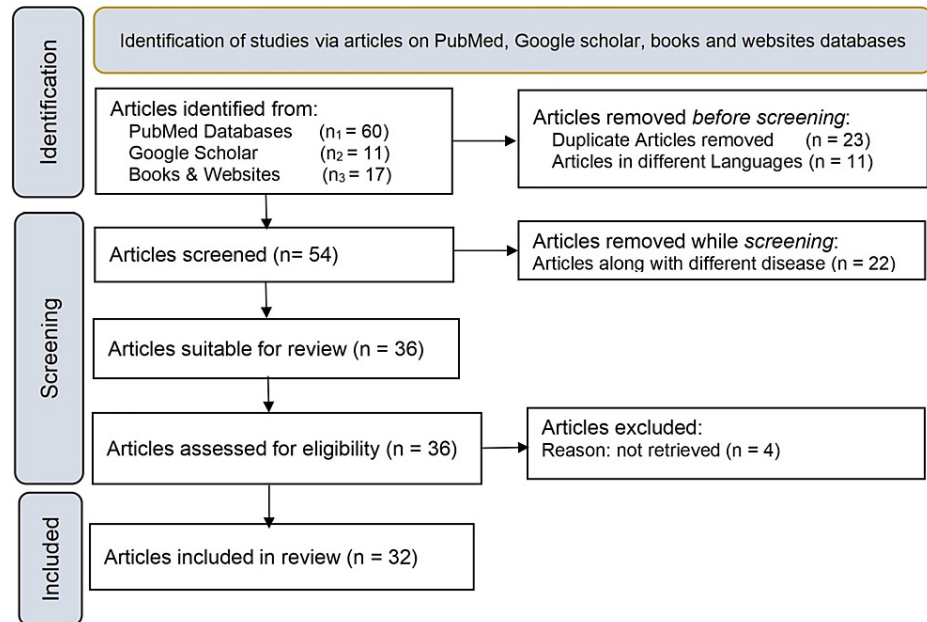 Identification of studies via articles on PubMed, Google scholar, books and websites databases
Identification
Articles identified from:
PubMed Databases (n₁ = 60)
Google Scholar (n₂ = 11)
Books & Websites (n₃ = 17)
Articles removed before screening:
Duplicate Articles removed (n = 23)
Articles in different Languages (n = 11)
Screening
Articles screened (n= 54)
Articles removed while screening:
Articles along with different disease (n = 22)
Articles suitable for review (n = 36)
Articles assessed for eligibility (n = 36)
Articles excluded:
Reason: not retrieved (n = 4)
Included
Articles included in review (n = 32)